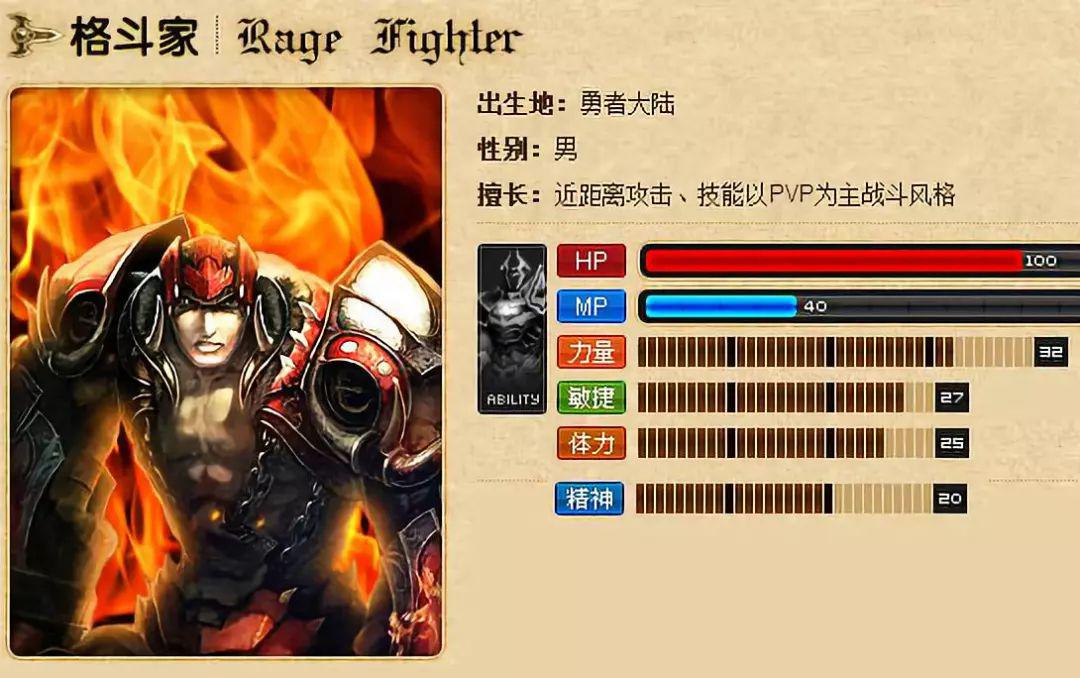 格斗家 Rage Fighter
出生地：勇者大陆
性别：男
擅长：近距离攻击、技能以PVP为主战斗风格
HP 100
MP 40
力量 32
敏捷 27
ABILITY
体力 25
精神 20